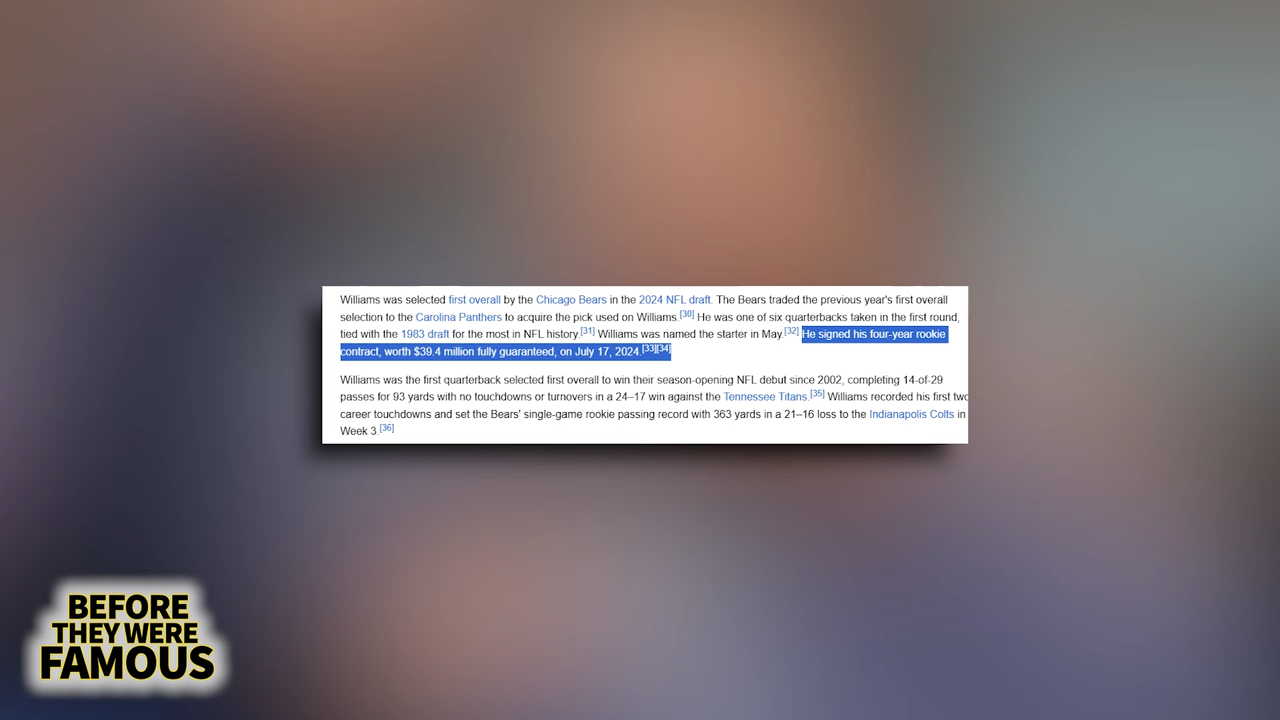 Williams was selected first overall by the Chicago Bears in the 2024 NFL draft. The Bears traded the previous year's first overall
selection to the Carolina Panthers to acquire the pick used on Williams.[30] He was one of six quarterbacks taken in the first round,
tied with the 1983 draft for the most in NFL history.[31] Williams was named the starter in May.[32] He signed his four-year rookie
contract, worth $39.4 million fully guaranteed, on July 17, 2024.[33][34]
Williams was the first quarterback selected first overall to win their season-opening NFL debut since 2002, completing 14-of-29
passes for 93 yards with no touchdowns or turnovers in a 24–17 win against the Tennessee Titans.[35] Williams recorded his first two
career touchdowns and set the Bears' single-game rookie passing record with 363 yards in a 21–16 loss to the Indianapolis Colts in
Week 3.[36]
BEFORE
THEY WERE
FAMOUS